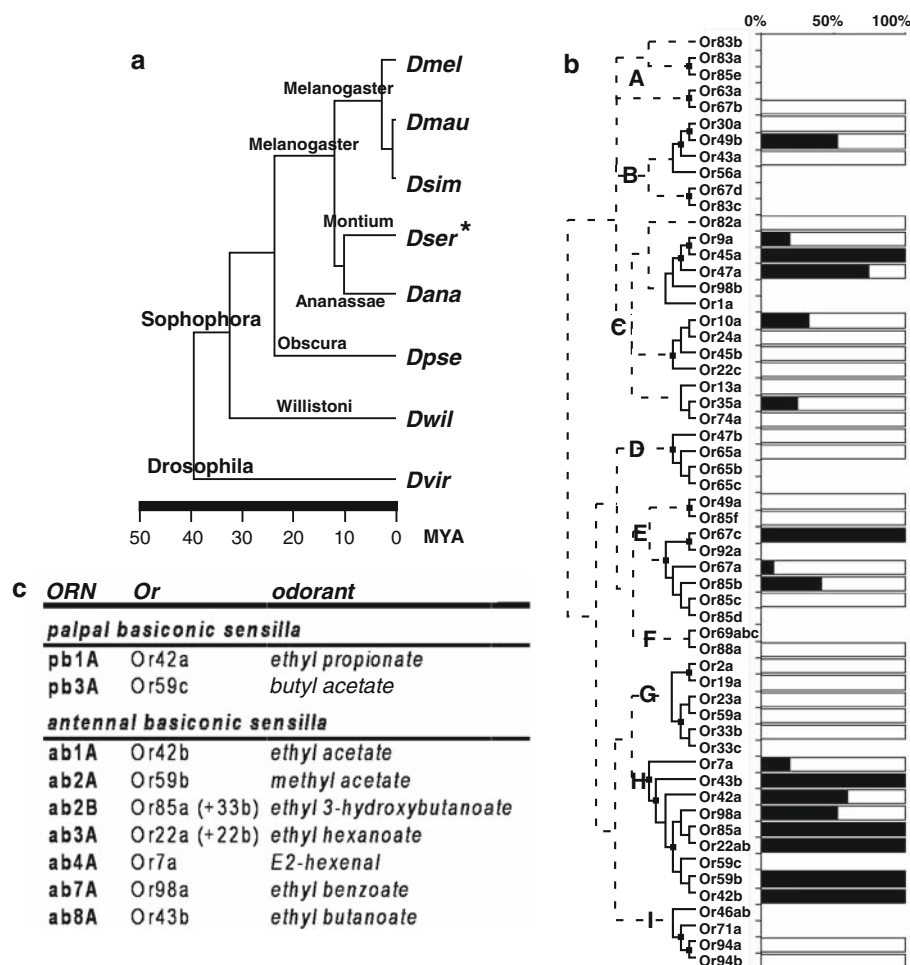 a
Melanogaster
Dmel
Dmau
Melanogaster
Dsim
Montium
Dser*
Ananassae
Dana
Sophophora
Obscura
Dpse
Willistoni
Dwil
Drosophila
Dvir
50 40 30 20 10 0 MYA
b
0% 50% 100%
Or83b
Or83a
A
Or85e
Or63a
Or67b
Or30a
Or49b
Or43a
B
Or56a
Or67d
Or83c
Or82a
Or9a
Or45a
Or47a
Or98b
Or1a
Or10a
C
Or24a
Or45b
Or22c
Or13a
Or35a
Or74a
Or47b
D
Or65a
Or65b
Or65c
Or49a
Or85f
E
Or67c
Or92a
Or67a
Or85b
Or85c
Or85d
F
Or69abc
Or88a
Or2a
Or19a
G
Or23a
Or59a
Or33b
Or33c
Or7a
H
Or43b
Or42a
Or98a
Or85a
Or22ab
Or59c
Or59b
Or42b
Or46ab
I
Or71a
Or94a
Or94b
c
ORN Or odorant
palpal basiconic sensilla
pb1A Or42a ethyl propionate
pb3A Or59c butyl acetate
antennal basiconic sensilla
ab1A Or42b ethyl acetate
ab2A Or59b methyl acetate
ab2B Or85a (+33b) ethyl 3-hydroxybutanoate
ab3A Or22a (+22b) ethyl hexanoate
ab4A Or7a E2-hexenal
ab7A Or98a ethyl benzoate
ab8A Or43b ethyl butanoate